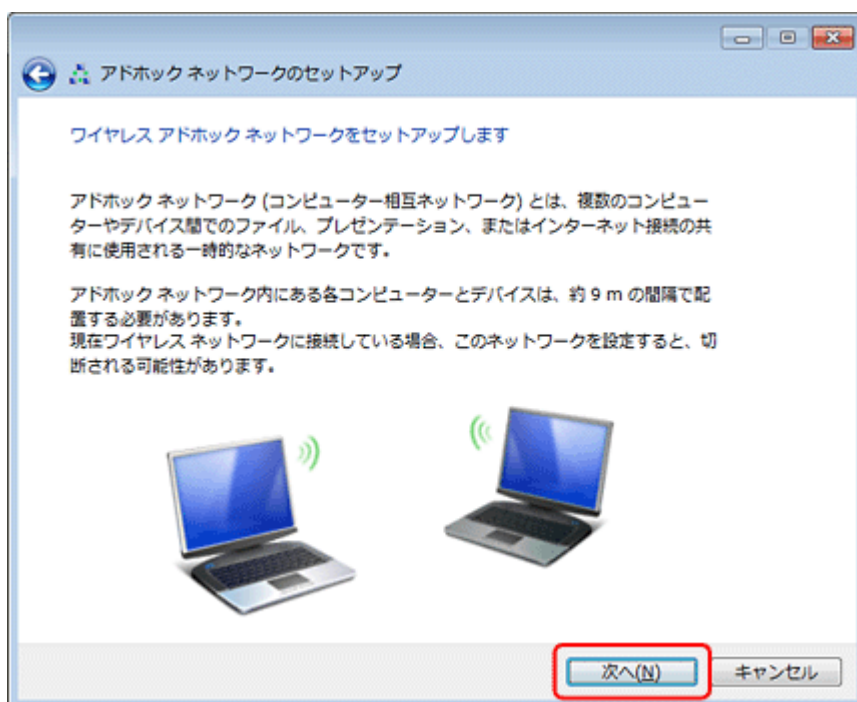 アドホック ネットワークのセットアップ
ワイヤレス アドホック ネットワークをセットアップします
アドホック ネットワーク (コンピューター相互ネットワーク) とは、複数のコンピュー
ターやデバイス間でのファイル、プレゼンテーション、またはインターネット接続の共
有に使用される一時的なネットワークです。
アドホック ネットワーク内にある各コンピューターとデバイスは、約 9 m の間隔で配
置する必要があります。
現在ワイヤレス ネットワークに接続している場合、このネットワークを設定すると、切
断される可能性があります。
次へ(N)
キャンセル